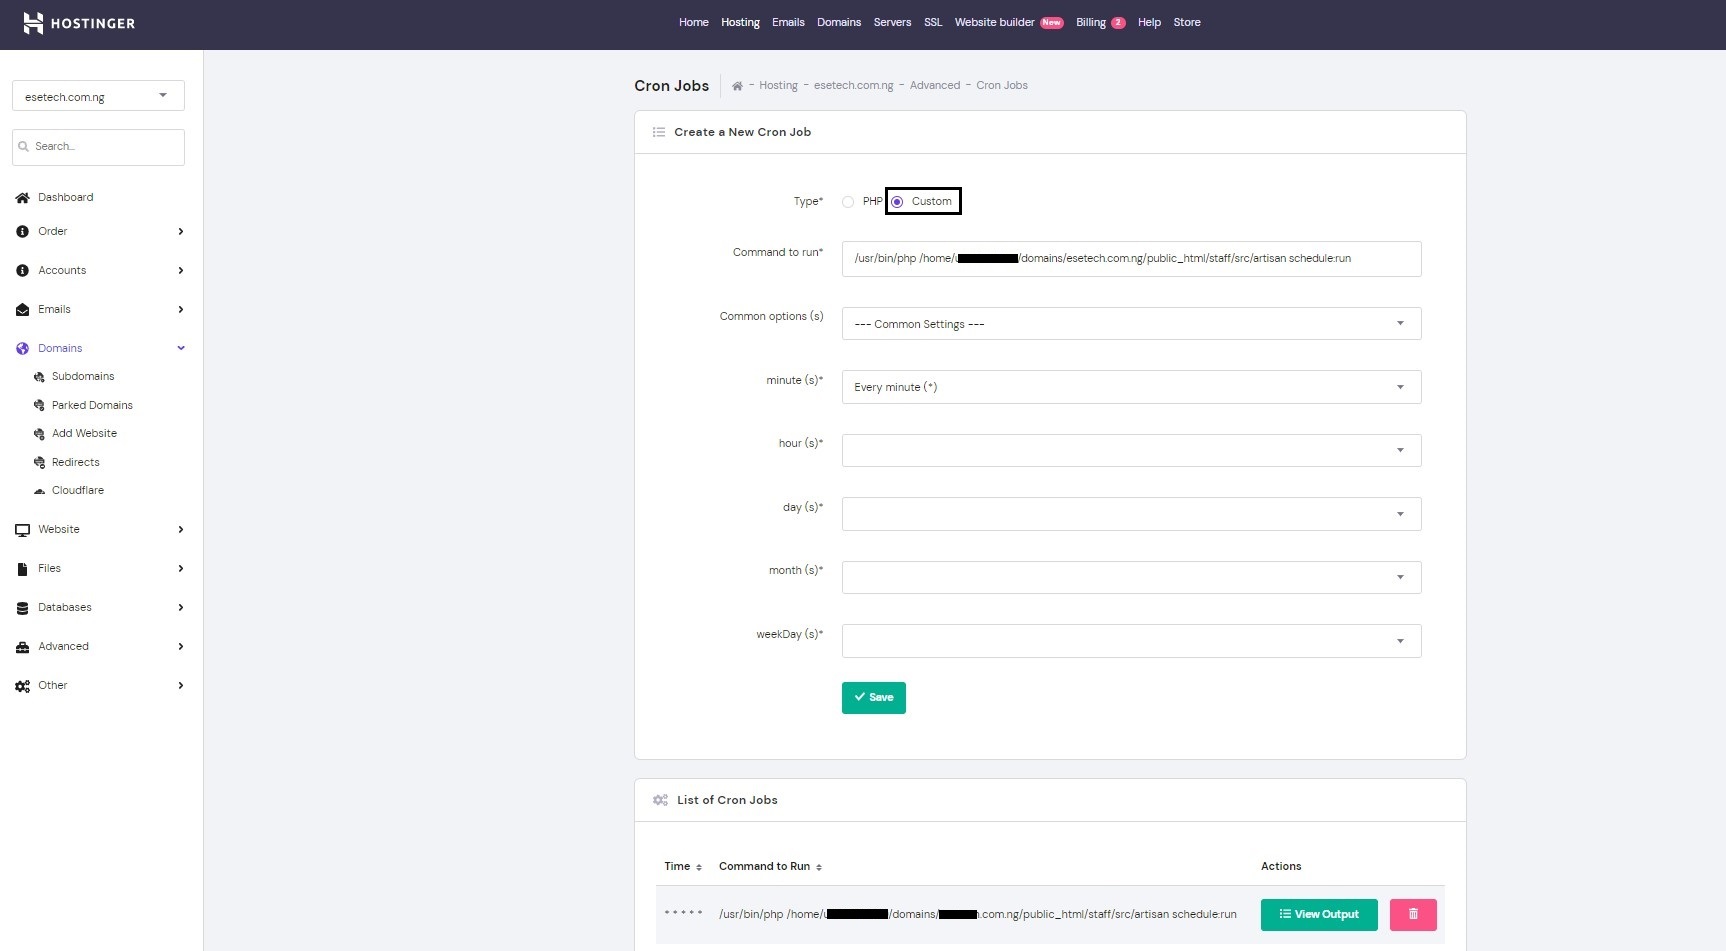 HOSTINGER
Home Hosting Emails Domains Servers SSL Website builder New Billing 2 Help Store
esetech.com.ng
Search...
Dashboard
Order
Accounts
Emails
Domains
Subdomains
Parked Domains
Add Website
Redirects
Cloudflare
Website
Files
Databases
Advanced
Other
Cron Jobs - Hosting - esetech.com.ng - Advanced - Cron Jobs
Create a New Cron Job
Type* PHP Custom
Command to run* /usr/bin/php /home/u /domains/esetech.com.ng/public_html/staff/src/artisan schedule:run
Common options (s) --- Common Settings ---
minute (s)* Every minute (*)
hour (s)*
day (s)*
month (s)*
weekDay (s)*
Save
List of Cron Jobs
Time Command to Run Actions
* * * * * /usr/bin/php /home/u /domains/ .com.ng/public_html/staff/src/artisan schedule:run View Output